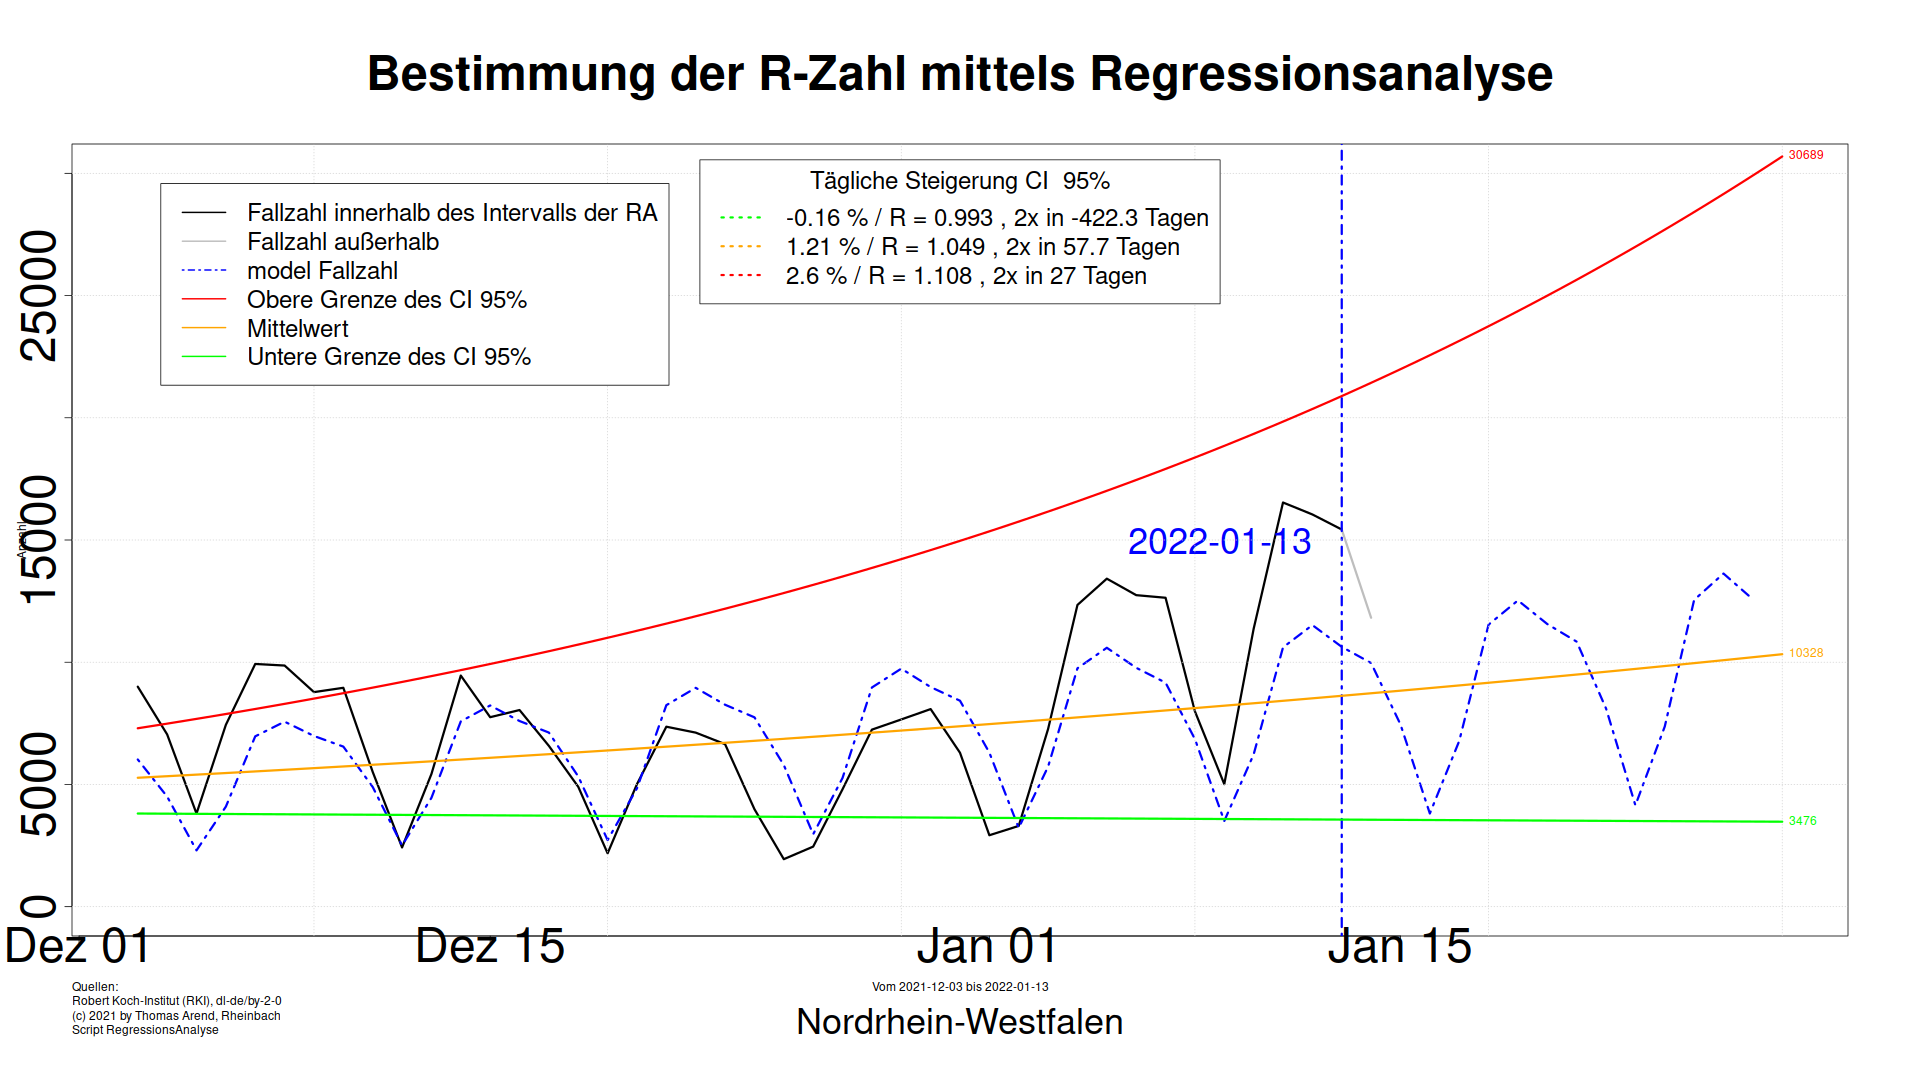 Bestimmung der R-Zahl mittels Regressionsanalyse
Fallzahl innerhalb des Intervalls der RA
Fallzahl außerhalb
model Fallzahl
Obere Grenze des CI 95%
Mittelwert
Untere Grenze des CI 95%
Tägliche Steigerung CI  95%
-0.16 % / R = 0.993 , 2x in -422.3 Tagen
1.21 % / R = 1.049 , 2x in 57.7 Tagen
2.6 % / R = 1.108 , 2x in 27 Tagen
30689
10328
3476
2022-01-13
25000
15000
5000
0
Anzahl
Dez 01
Dez 15
Jan 01
Jan 15
Quellen:
Robert Koch-Institut (RKI), dl-de/by-2-0
(c) 2021 by Thomas Arend, Rheinbach
Script RegressionsAnalyse
Vom 2021-12-03 bis 2022-01-13
Nordrhein-Westfalen